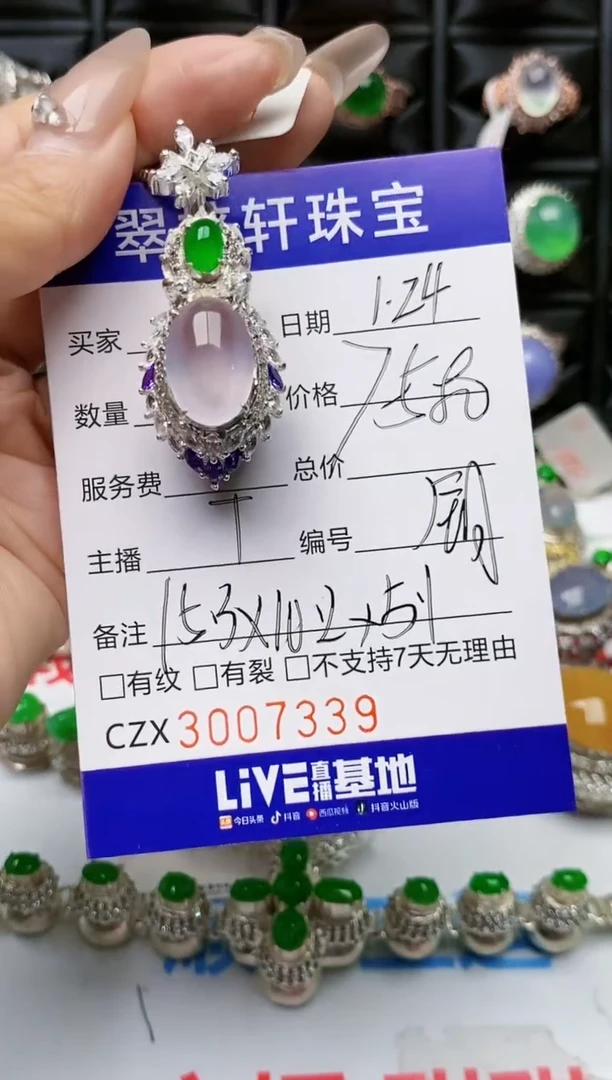 翠 轩珠宝
买家 日期 1.24
数量 价格 7500
服务费 总价
主播 T 编号
备注 153X102X51
□有纹 □有裂 □不支持7天无理由
CZX3007339
LiVE直播基地
今日头条 抖音 西瓜视频 抖音火山版